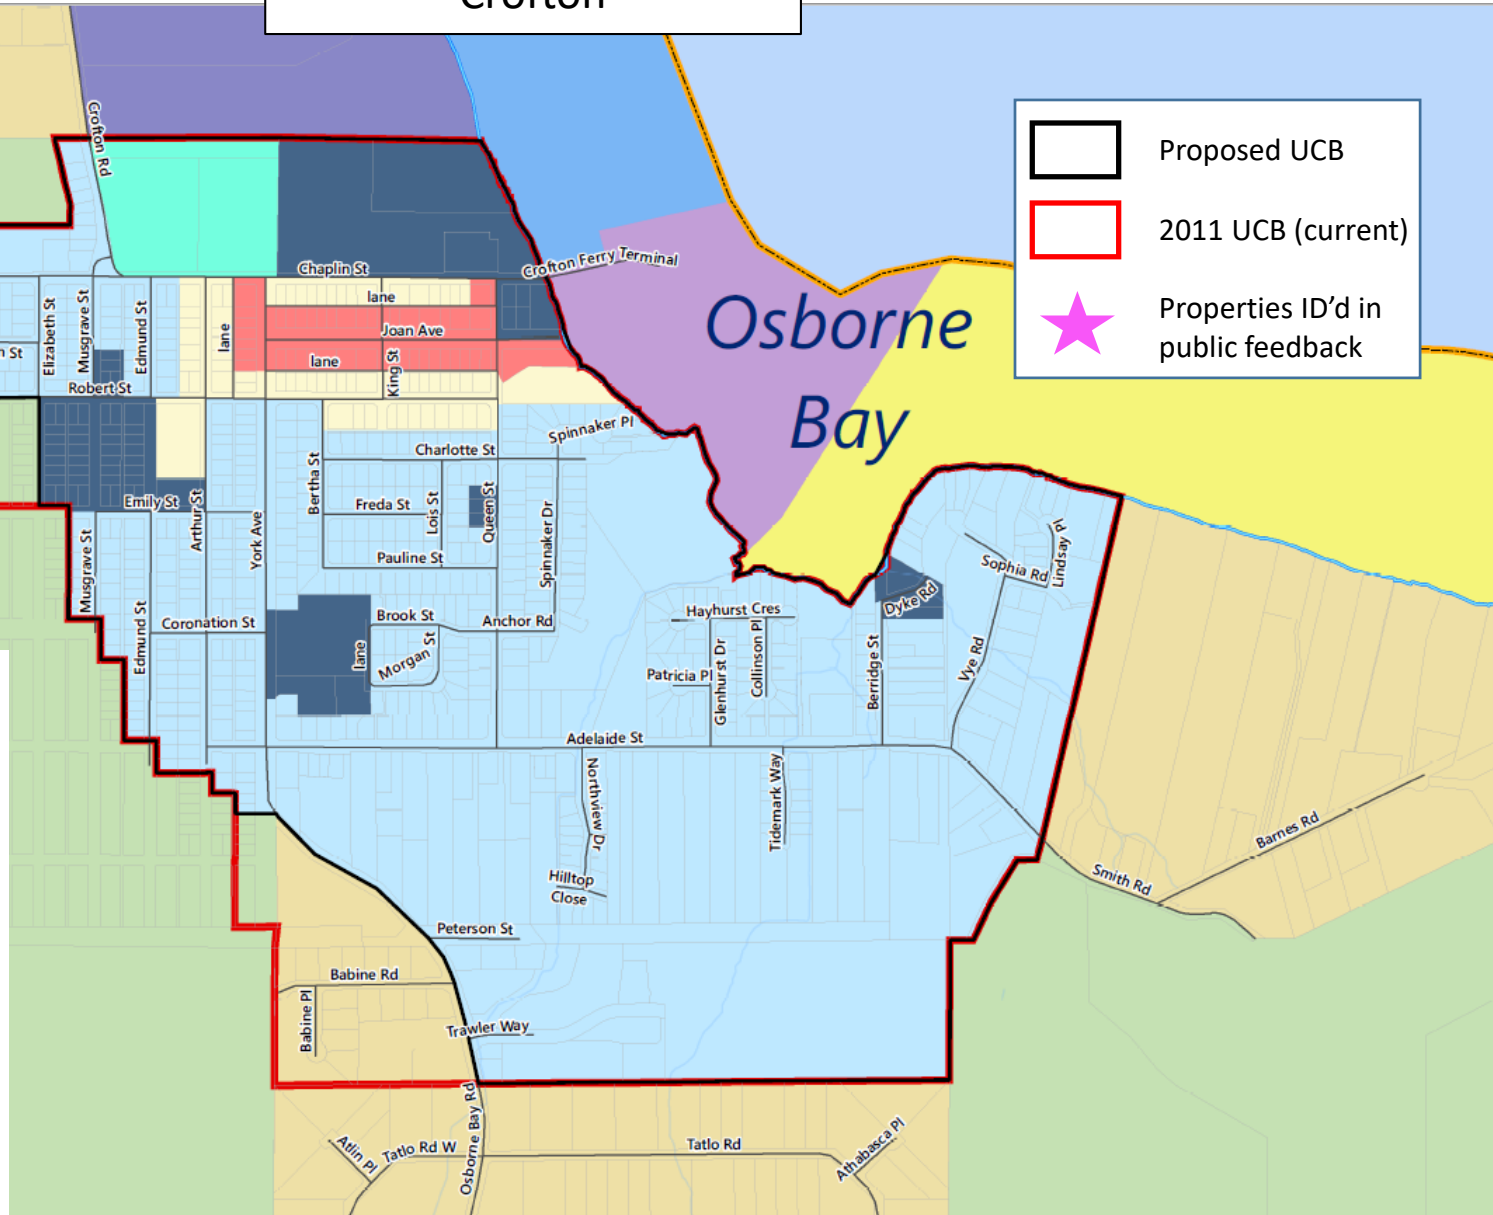 Crofton
Proposed UCB
2011 UCB (current)
Properties ID'd in
public feedback
Crofton Rd
Crofton Ferry Terminal
Osborne
Bay
Chaplin St
lane
Joan Ave
lane
lane
King St
Elizabeth St
Musgrave St
Edmund St
St
Robert St
Spinnaker Pl
Charlotte St
Bertha St
Freda St
Lois St
Queen St
Emily St
Arthur St
York Ave
Pauline St
Spinnaker Dr
Musgrave St
Edmund St
Coronation St
Brook St
Anchor Rd
lane
Morgan St
Hayhurst Cres
Patricia Pl
Glenhurst Dr
Collinson Pl
Dyke Rd
Berridge St
Sophia Rd
Lindsay Pl
Vye Rd
Adelaide St
Northview Dr
Tidemark Way
Hilltop
Close
Barnes Rd
Smith Rd
Peterson St
Babine Rd
Babine Pl
Trawler Way
Osborne Bay Rd
Atlin Pl
Tatlo Rd W
Tatlo Rd
Athabasca Pl